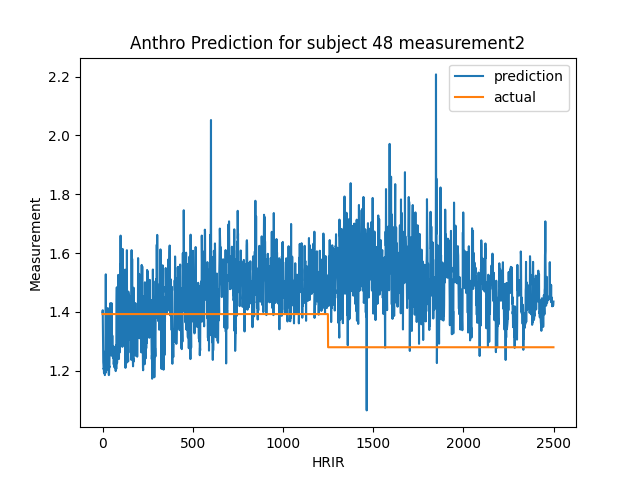 Anthro Prediction for subject 48 measurement2
prediction
actual
2.2
2.0
1.8
1.6
1.4
1.2
Measurement
0 500 1000 1500 2000 2500
HRIR